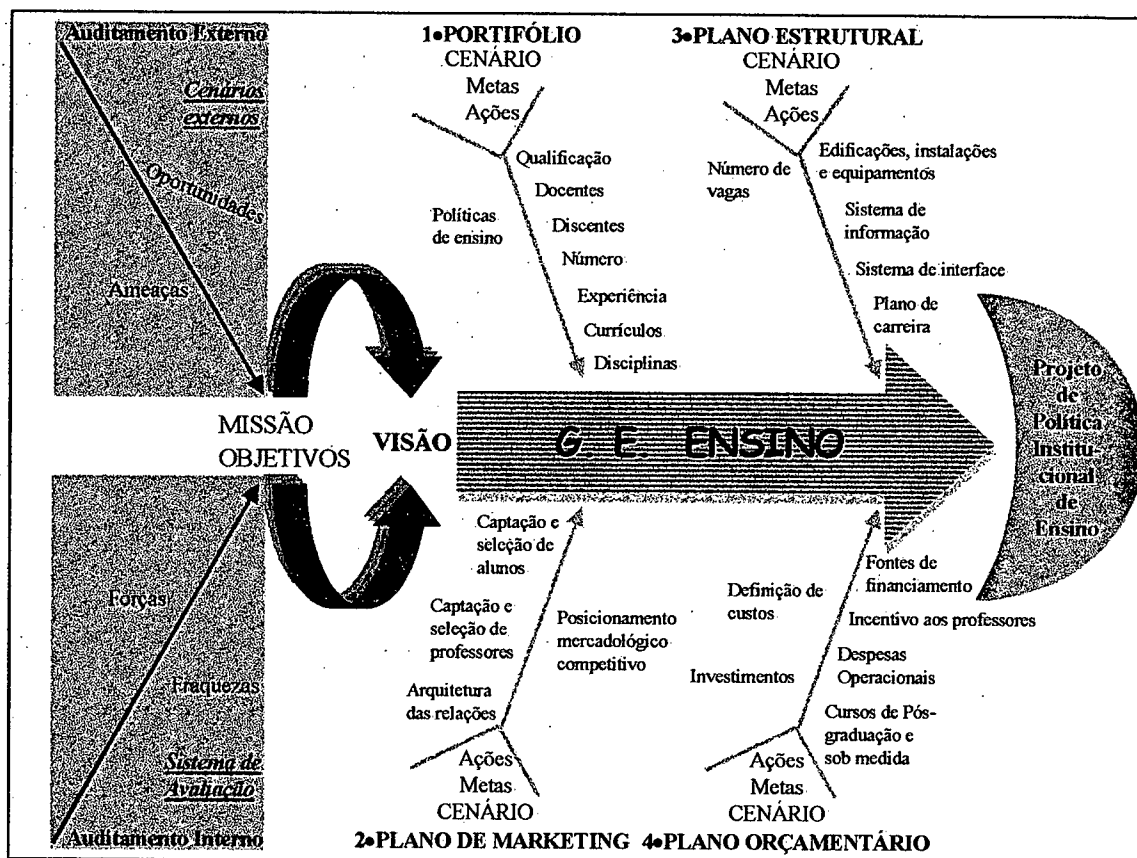 Auditamento Externo
Cenários
externos
Oportunidades
Ameaças
1•PORTIFÓLIO
CENÁRIO
Metas
Ações
Qualificação
Docentes
Políticas
de ensino
Discentes
Número
Experiência
Currículos
Disciplinas
3•PLANO ESTRUTURAL
CENÁRIO
Metas
Ações
Número de
vagas
Edificações, instalações
e equipamentos
Sistema de
informação
Sistema de interface
Plano de
carreira
MISSÃO
OBJETIVOS
VISÃO
G. E. ENSINO
Projeto
de
Política
Institu-
cional
de
Ensino
Forças
Fraquezas
Sistema de
Avaliação
Auditamento Interno
Captação e
seleção de
alunos
Captação e
seleção de
professores
Posicionamento
mercadológico
competitivo
Arquitetura
das relações
Ações
Metas
CENÁRIO
2•PLANO DE MARKETING
Fontes de
financiamento
Definição de
custos
Incentivo aos professores
Investimentos
Despesas
Operacionais
Cursos de Pós-
graduação e
sob medida
Ações
Metas
CENÁRIO
4•PLANO ORÇAMENTÁRIO